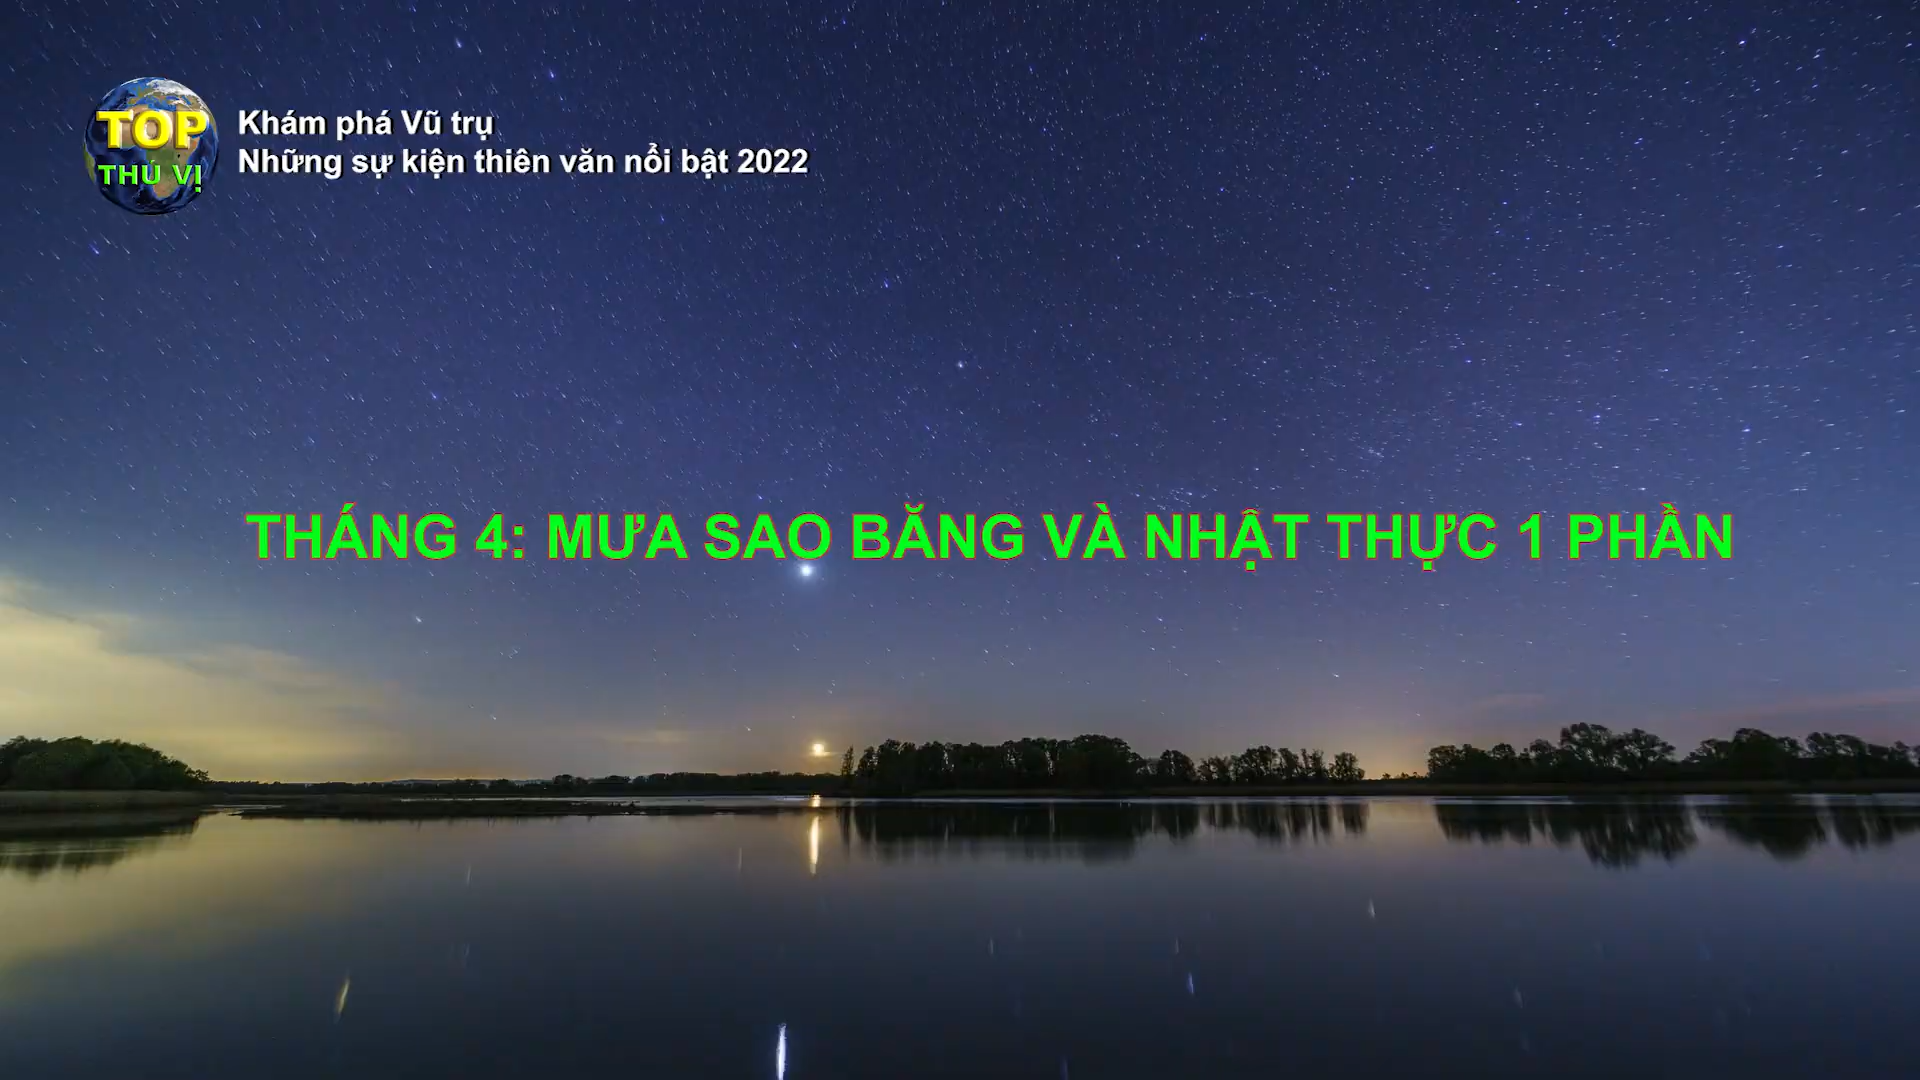 TOP
THÚ VỊ
Khám phá Vũ trụ
Những sự kiện thiên văn nổi bật 2022
THÁNG 4: MƯA SAO BĂNG VÀ NHẬT THỰC 1 PHẦN